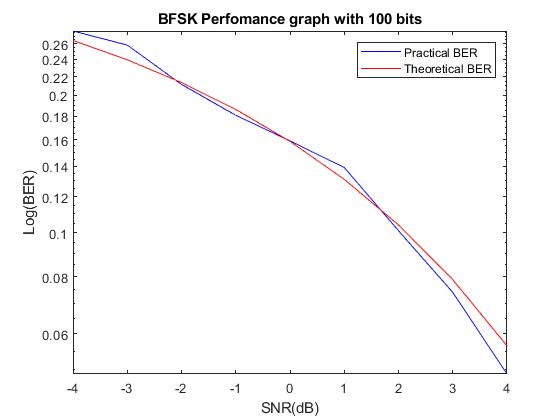 BFSK Perfomance graph with 100 bits
Practical BER
Theoretical BER
0.26
0.24
0.22
0.2
0.18
0.16
0.14
0.12
0.1
0.08
0.06
Log(BER)
-4 -3 -2 -1 0 1 2 3 4
SNR(dB)